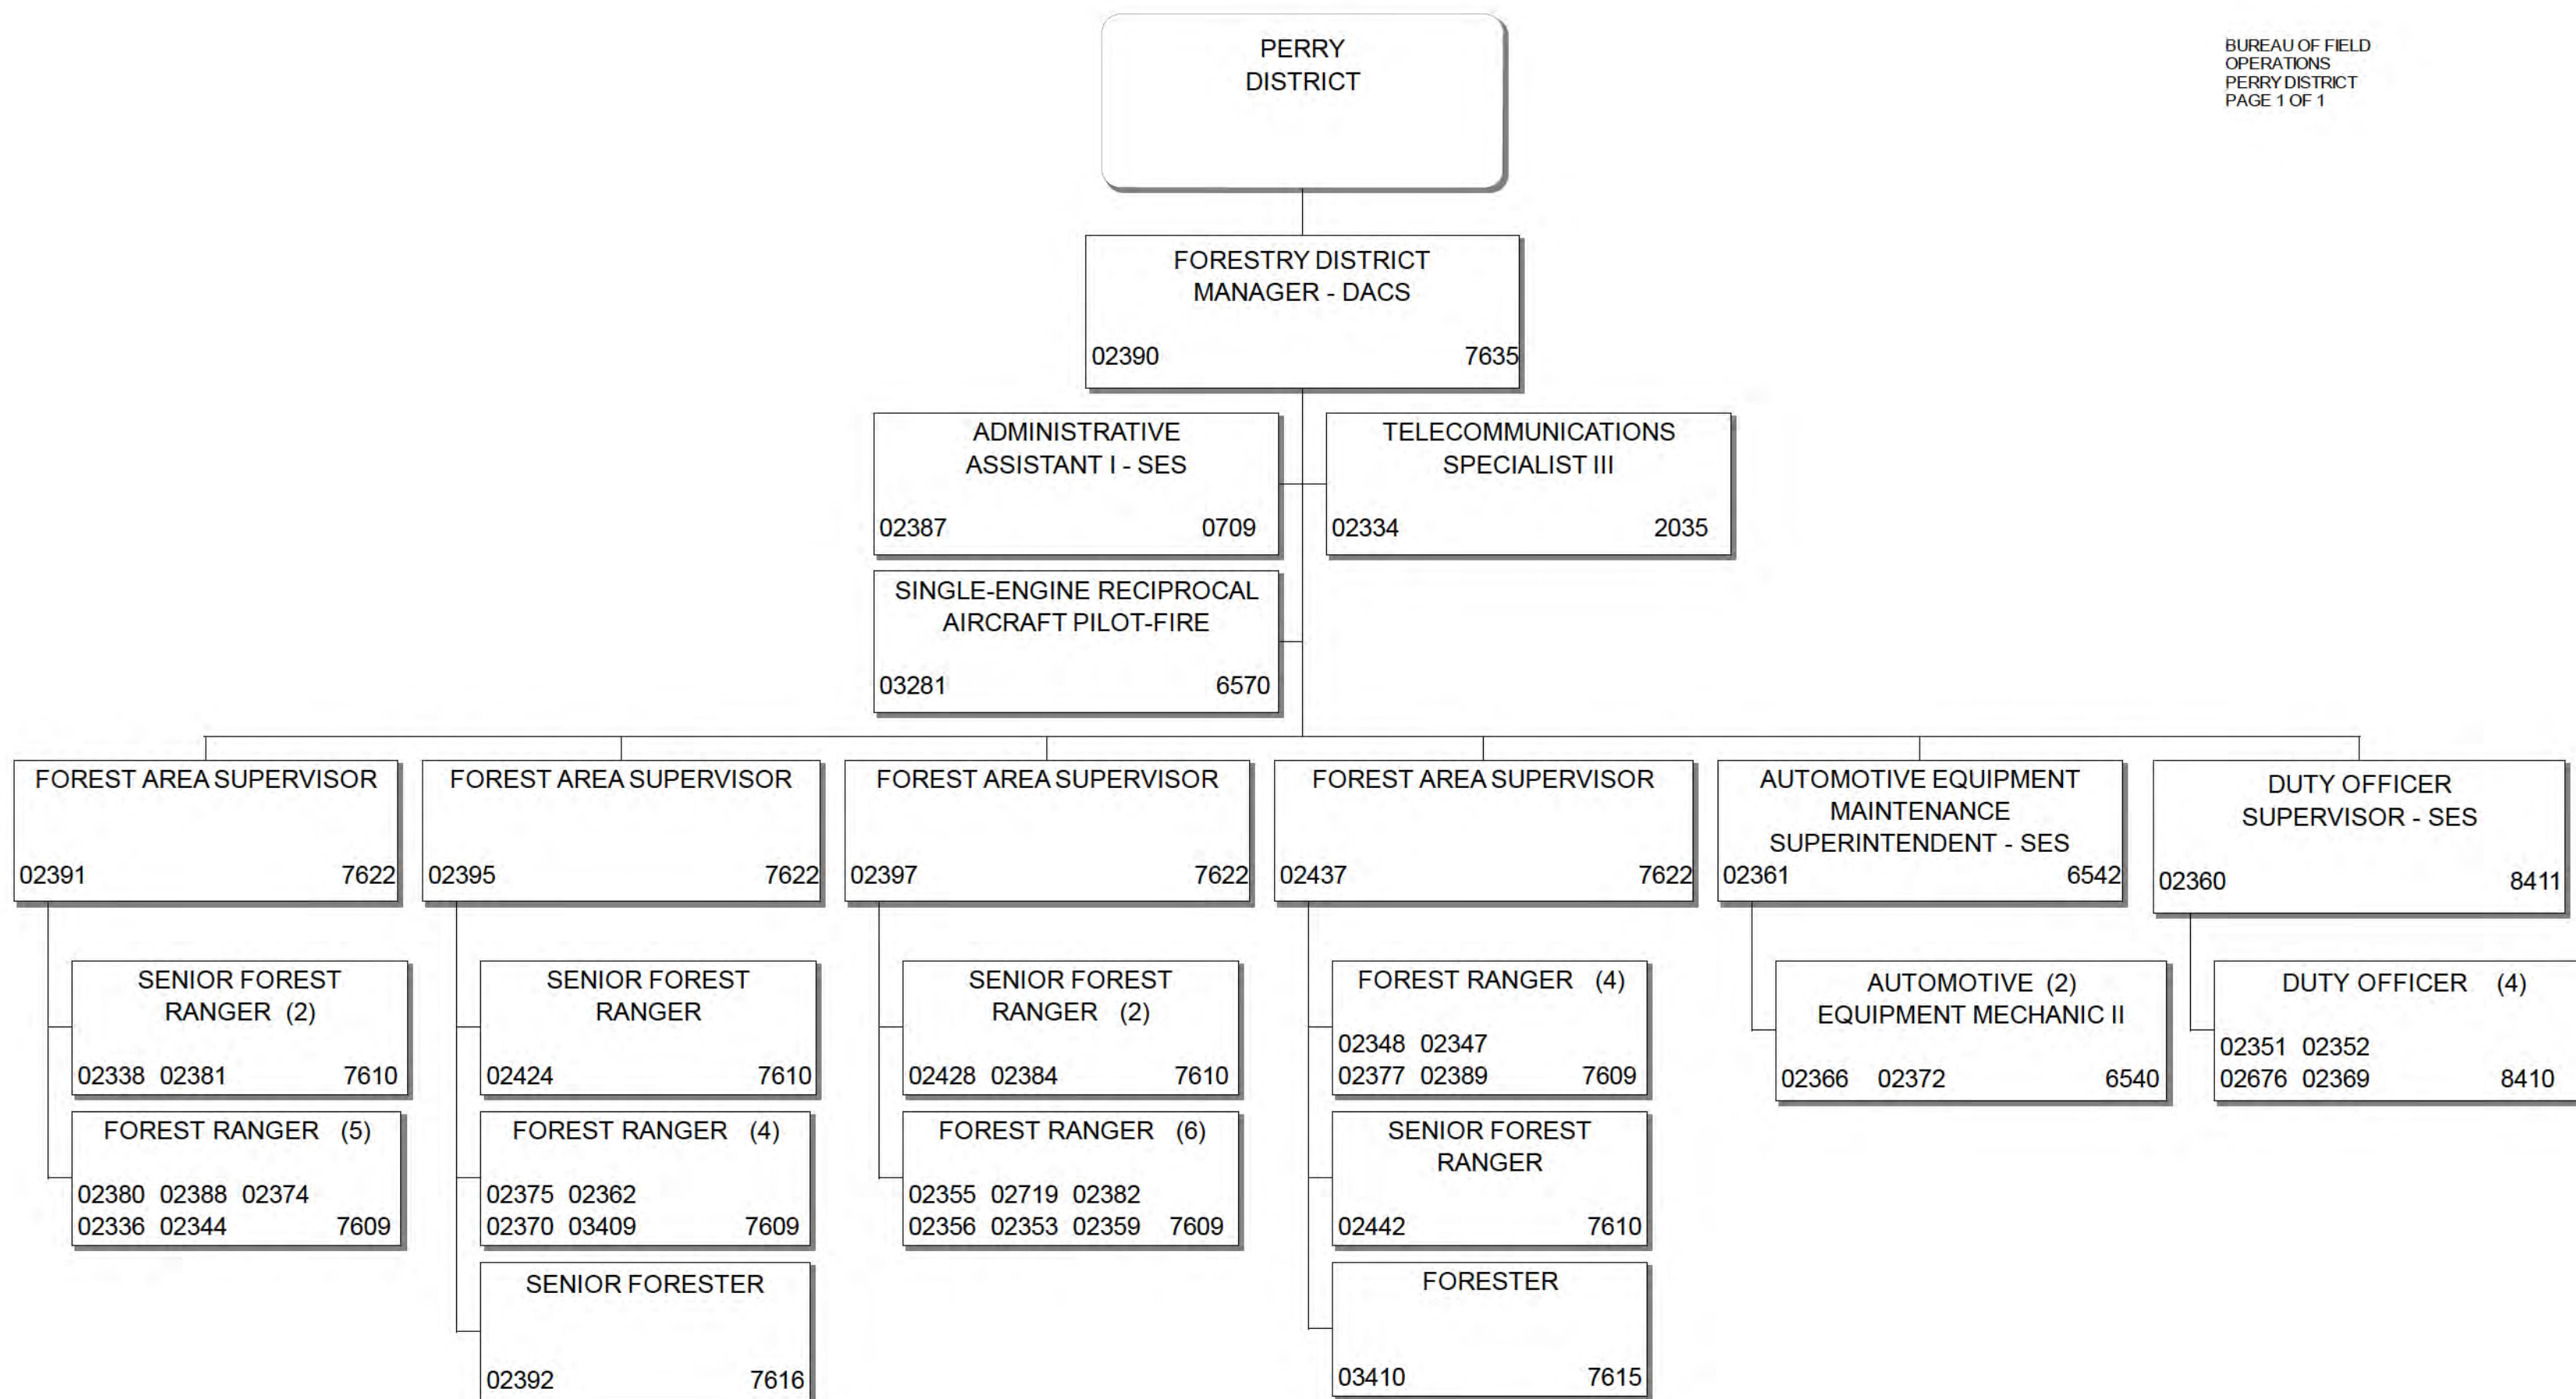 PERRY
DISTRICT
BUREAU OF FIELD
OPERATIONS
PERRY DISTRICT
PAGE 1 OF 1
FORESTRY DISTRICT
MANAGER - DACS
02390 7635
ADMINISTRATIVE
ASSISTANT I - SES
02387 0709
TELECOMMUNICATIONS
SPECIALIST III
02334 2035
SINGLE-ENGINE RECIPROCAL
AIRCRAFT PILOT-FIRE
03281 6570
FOREST AREA SUPERVISOR
02391 7622
FOREST AREA SUPERVISOR
02395 7622
FOREST AREA SUPERVISOR
02397 7622
FOREST AREA SUPERVISOR
02437 7622
AUTOMOTIVE EQUIPMENT
MAINTENANCE
SUPERINTENDENT - SES
02361 6542
DUTY OFFICER
SUPERVISOR - SES
02360 8411
SENIOR FOREST
RANGER (2)
02338 02381 7610
FOREST RANGER (5)
02380 02388 02374
02336 02344 7609
SENIOR FOREST
RANGER
02424 7610
FOREST RANGER (4)
02375 02362
02370 03409 7609
SENIOR FORESTER
02392 7616
SENIOR FOREST
RANGER (2)
02428 02384 7610
FOREST RANGER (6)
02355 02719 02382
02356 02353 02359 7609
FOREST RANGER (4)
02348 02347
02377 02389 7609
SENIOR FOREST
RANGER
02442 7610
FORESTER
03410 7615
AUTOMOTIVE (2)
EQUIPMENT MECHANIC II
02366 02372 6540
DUTY OFFICER (4)
02351 02352
02676 02369 8410